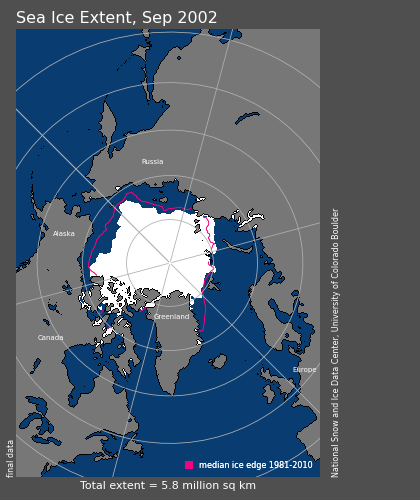 Sea Ice Extent, Sep 2002
Russia
Alaska
Greenland
Canada
Europe
median ice edge 1981-2010
Total extent = 5.8 million sq km
final data
National Snow and Ice Data Center, University of Colorado Boulder